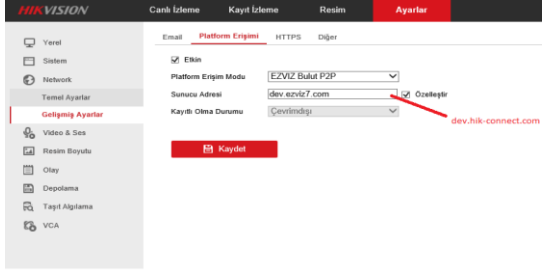 HIKVISION
Canlı İzleme Kayıt İzleme Resim Ayarlar
Email Platform Erişimi HTTPS Diğer
Yerel
Sistem
Network
Temel Ayarlar
Gelişmiş Ayarlar
Video & Ses
Resim Boyutu
Olay
Depolama
Taşıt Algılama
VCA
Etkin
Platform Erişim Modu EZVIZ Bulut P2P
Sunucu Adresi dev.ezviz7.com Özelleştir
dev.hik-connect.com
Kayıtlı Olma Durumu Çevrimdışı
Kaydet